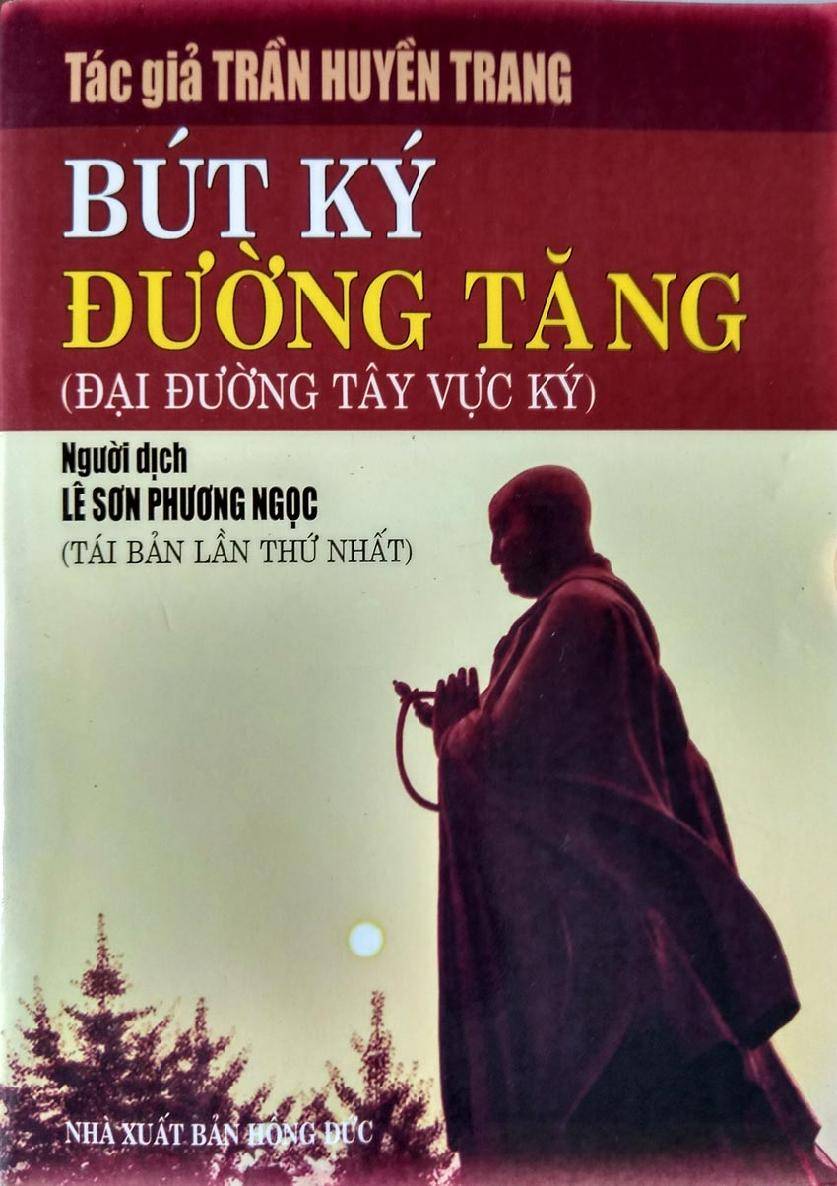 Tác giả TRẦN HUYỀN TRANG
BÚT KÝ
ĐƯỜNG TĂNG
(ĐẠI ĐƯỜNG TÂY VỰC KÝ)
Người dịch
LÊ SƠN PHƯƠNG NGỌC
(TÁI BẢN LẦN THỨ NHẤT)
NHÀ XUẤT BẢN HỒNG ĐỨC